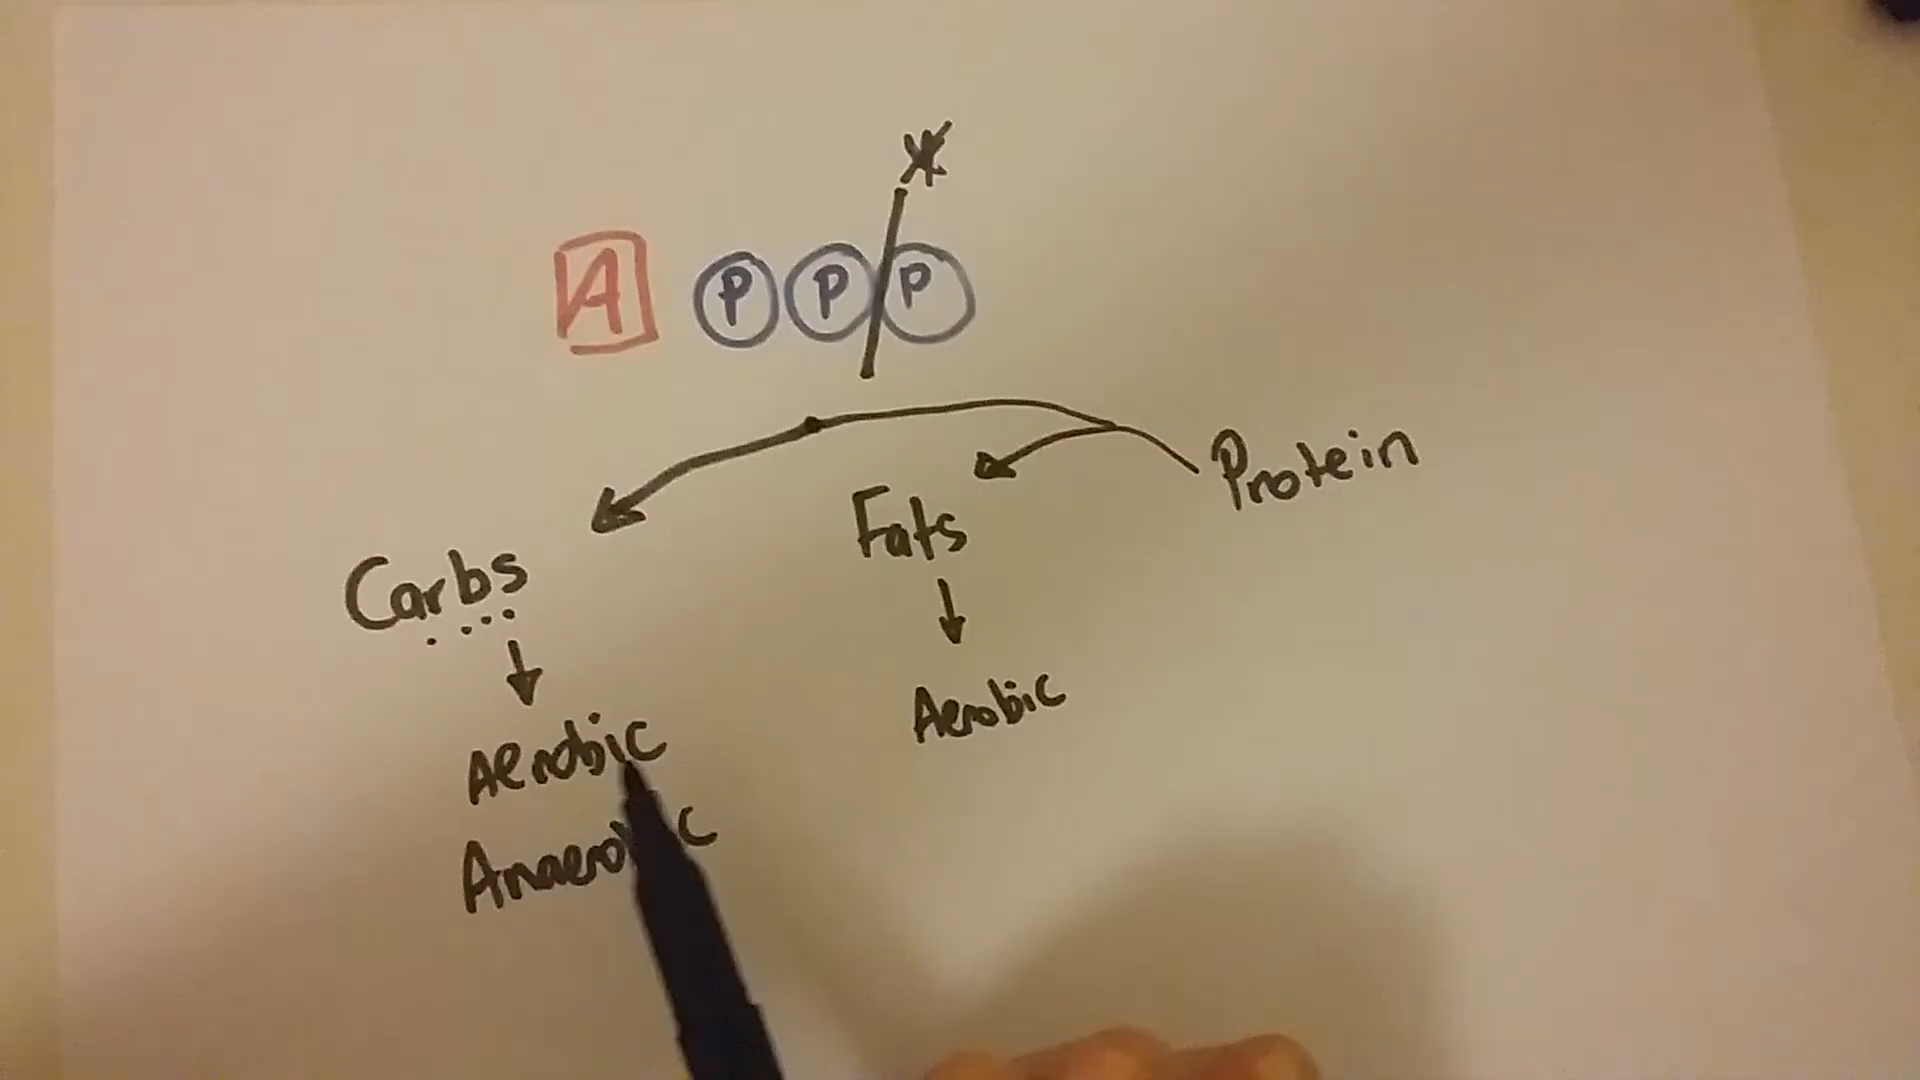 A P P P
Protein
Fats
Carbs
Aerobic
Aerobic